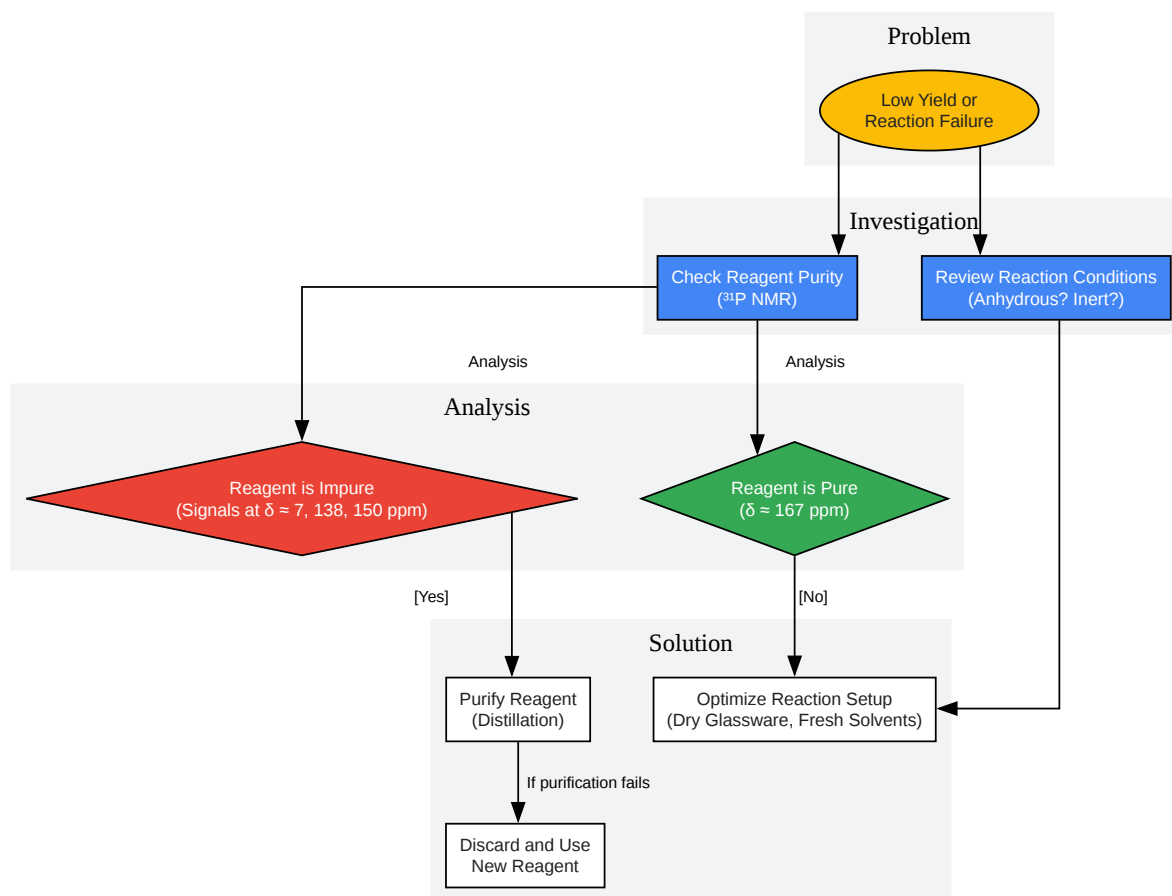 Problem
Low Yield or
Reaction Failure
Investigation
Check Reagent Purity
(³¹P NMR)
Review Reaction Conditions
(Anhydrous? Inert?)
Analysis
Analysis
Analysis
Reagent is Impure
(Signals at δ ≈ 7, 138, 150 ppm)
Reagent is Pure
(δ ≈ 167 ppm)
[Yes]
[No]
Solution
Purify Reagent
(Distillation)
Optimize Reaction Setup
(Dry Glassware, Fresh Solvents)
If purification fails
Discard and Use
New Reagent